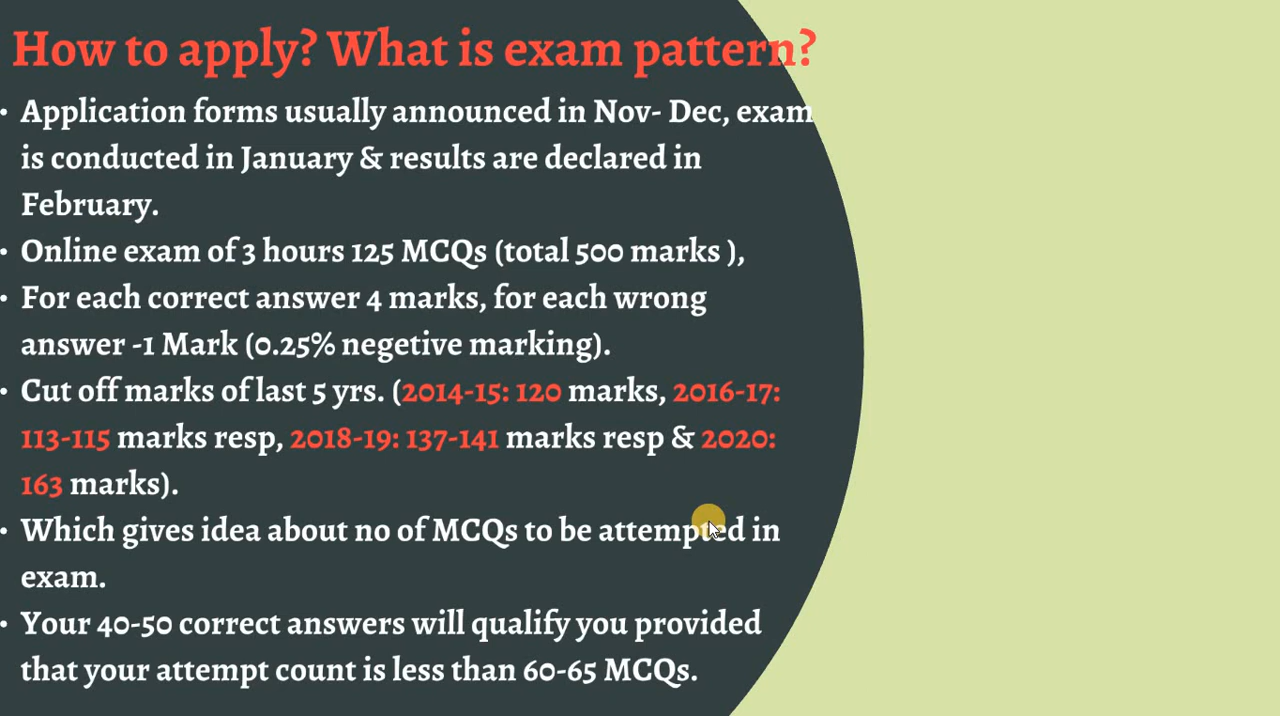 How to apply? What is exam pattern?
• Application forms usually announced in Nov- Dec, exam
is conducted in January & results are declared in
February.
• Online exam of 3 hours 125 MCQs (total 500 marks ),
• For each correct answer 4 marks, for each wrong
answer -1 Mark (0.25% negetive marking).
• Cut off marks of last 5 yrs. (2014-15: 120 marks, 2016-17:
113-115 marks resp, 2018-19: 137-141 marks resp & 2020:
163 marks).
• Which gives idea about no of MCQs to be attempted in
exam.
• Your 40-50 correct answers will qualify you provided
that your attempt count is less than 60-65 MCQs.